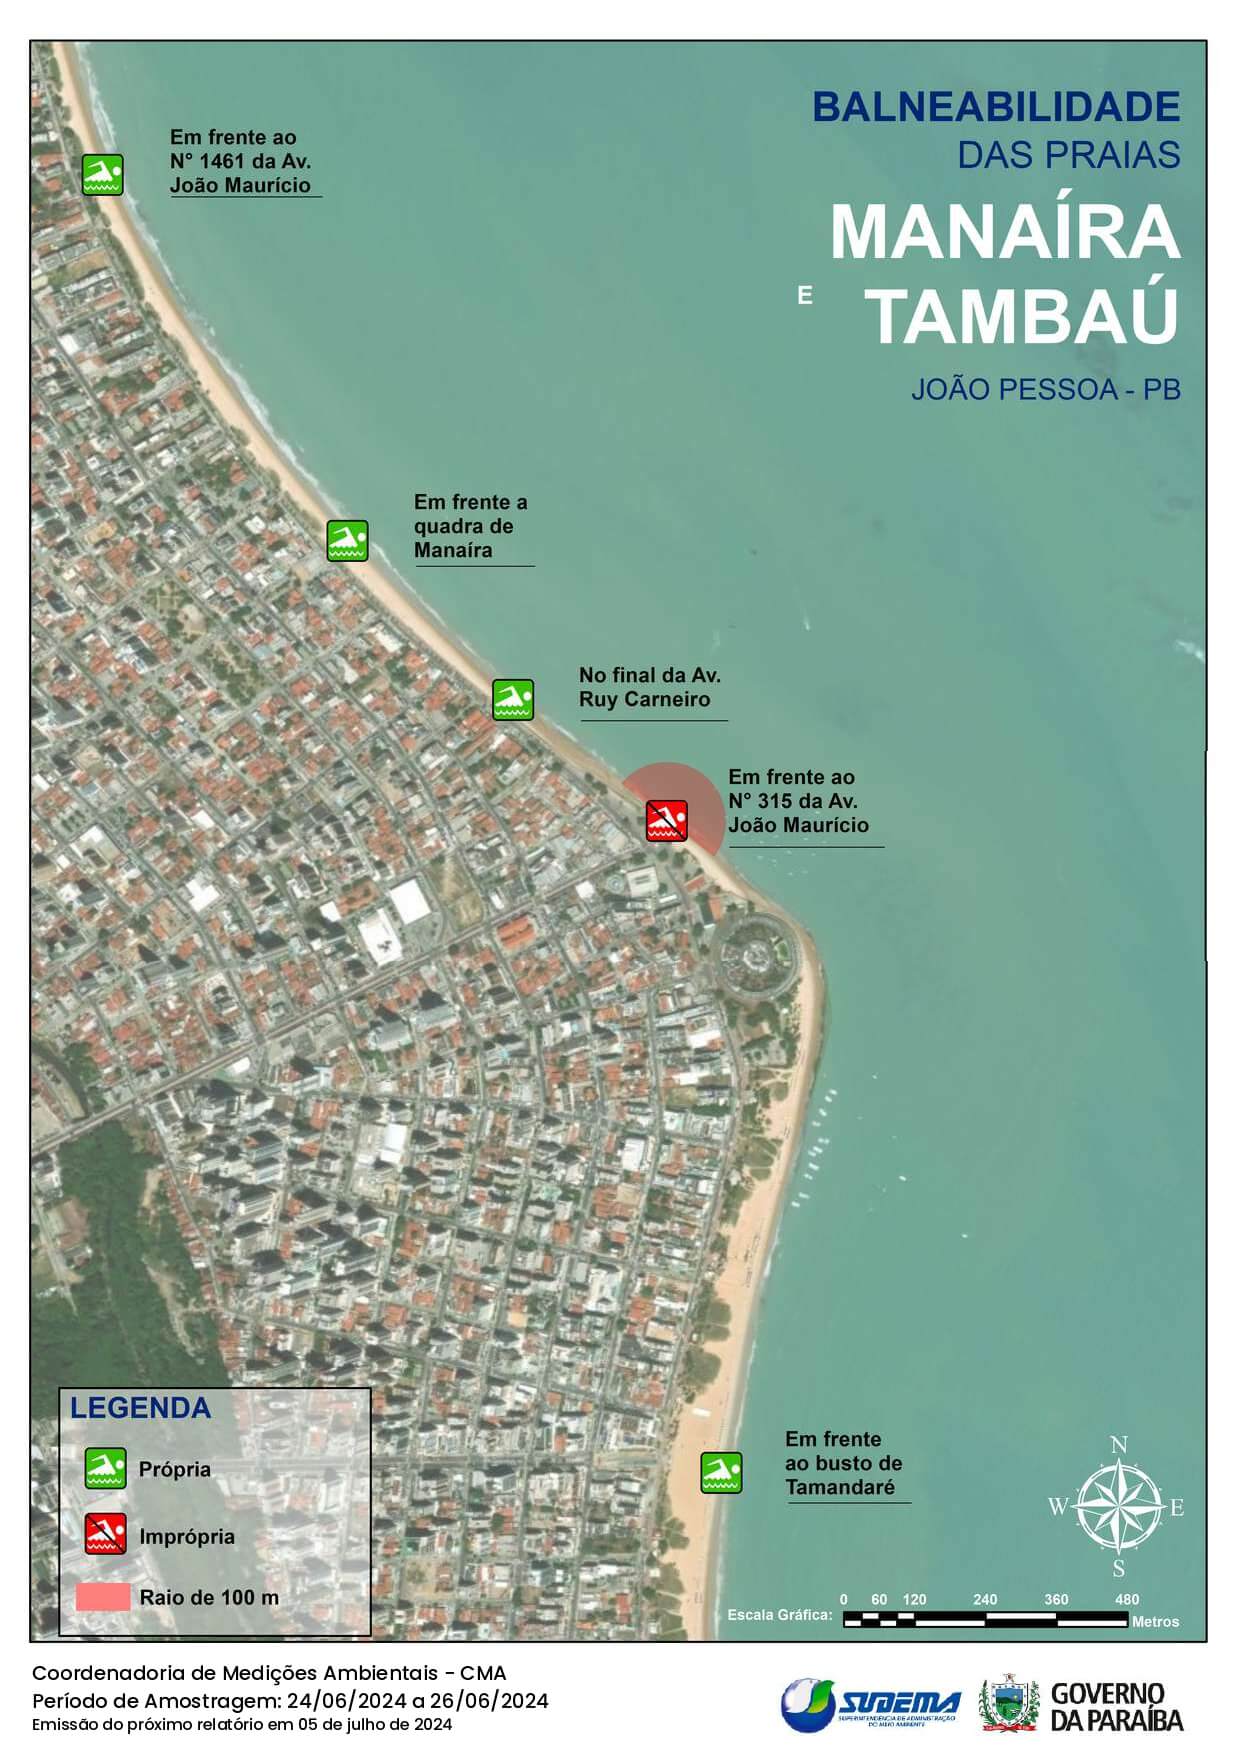 BALNEABILIDADE
DAS PRAIAS
MANAÍRA
E TAMBAÚ
JOÃO PESSOA - PB
Em frente ao
N° 1461 da Av.
João Maurício
Em frente a
quadra de
Manaíra
No final da Av.
Ruy Carneiro
Em frente ao
N° 315 da Av.
João Maurício
Em frente
ao busto de
Tamandaré
LEGENDA
Própria
Imprópria
Raio de 100 m
N
W E
S
0 60 120 240 360 480
Escala Gráfica: Metros
Coordenadoria de Medições Ambientais - CMA
Período de Amostragem: 24/06/2024 a 26/06/2024
Emissão do próximo relatório em 05 de julho de 2024
SUDEMA
SUPERINTENDÊNCIA DE ADMINISTRAÇÃO
DO MEIO AMBIENTE
GOVERNO
DA PARAÍBA